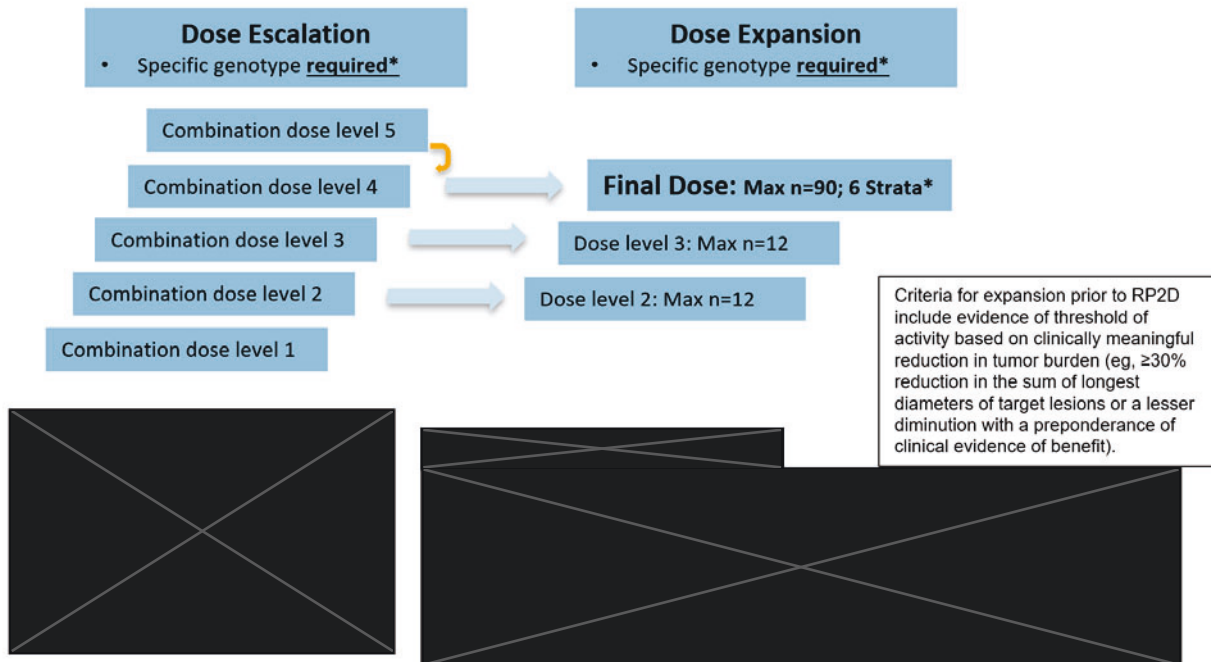 Dose Escalation
• Specific genotype required*
Dose Expansion
• Specific genotype required*
Combination dose level 5
Combination dose level 4
Final Dose: Max n=90; 6 Strata*
Combination dose level 3
Dose level 3: Max n=12
Combination dose level 2
Dose level 2: Max n=12
Combination dose level 1
Criteria for expansion prior to RP2D
include evidence of threshold of
activity based on clinically meaningful
reduction in tumor burden (eg, ≥30%
reduction in the sum of longest
diameters of target lesions or a lesser
diminution with a preponderance of
clinical evidence of benefit).